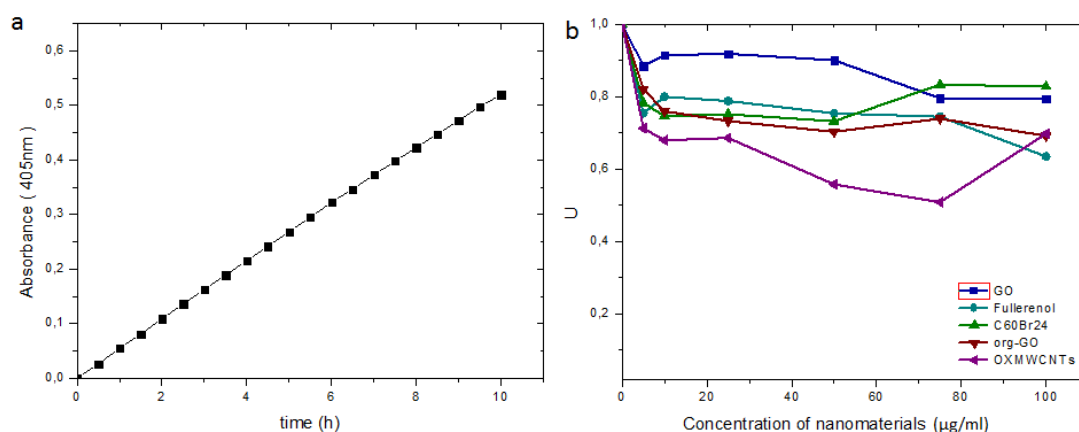 a
0,6
0,5
0,4
0,3
0,2
0,1
0,0
Absorbance ( 405nm)
0 2 4 6 8 10
time (h)
b
1,0
0,8
0,6
0,4
0,2
U
0 20 40 60 80 100
Concentration of nanomaterials (µg/ml)
GO
Fullerenol
C60Br24
org-GO
OXMWCNTs